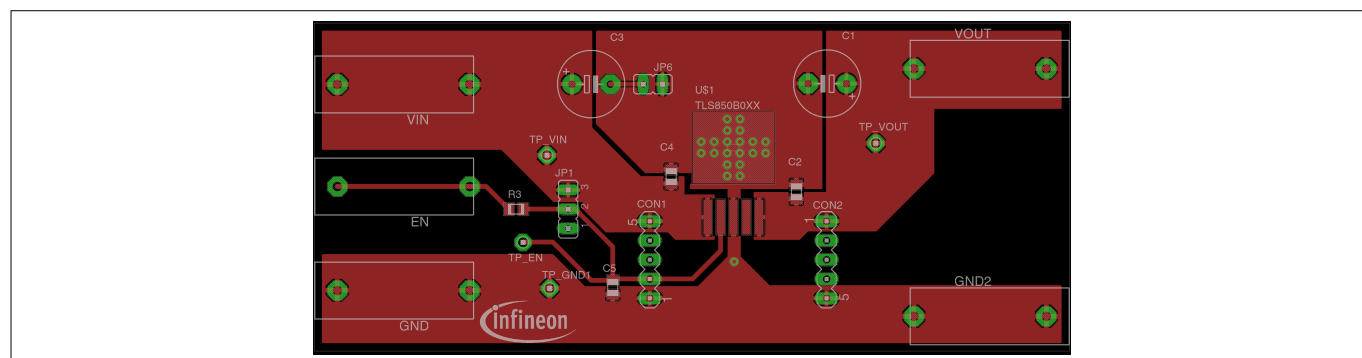 C3
C1
VOUT
+
JP6
U$1
TLS850B0XX
+
VIN
TP_VIN
TP_VOUT
C4
C2
JP1
3
2
1
R3
CON1
5
1
CON2
1
5
EN
TP_EN
TP_GND1
C5
GND
infineon
GND2